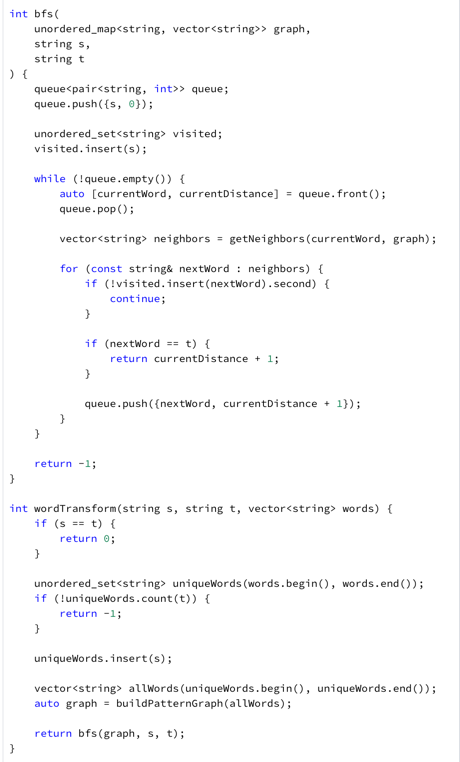 int bfs(
    unordered_map<string, vector<string>> graph,
    string s,
    string t
) {
    queue<pair<string, int>> queue;
    queue.push({s, 0});

    unordered_set<string> visited;
    visited.insert(s);

    while (!queue.empty()) {
        auto [currentWord, currentDistance] = queue.front();
        queue.pop();

        vector<string> neighbors = getNeighbors(currentWord, graph);

        for (const string& nextWord : neighbors) {
            if (!visited.insert(nextWord).second) {
                continue;
            }

            if (nextWord == t) {
                return currentDistance + 1;
            }

            queue.push({nextWord, currentDistance + 1});
        }
    }

    return -1;
}

int wordTransform(string s, string t, vector<string> words) {
    if (s == t) {
        return 0;
    }

    unordered_set<string> uniqueWords(words.begin(), words.end());
    if (!uniqueWords.count(t)) {
        return -1;
    }

    uniqueWords.insert(s);

    vector<string> allWords(uniqueWords.begin(), uniqueWords.end());
    auto graph = buildPatternGraph(allWords);

    return bfs(graph, s, t);
}